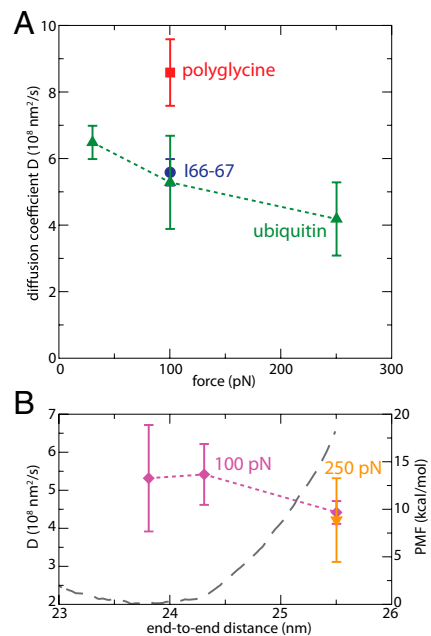 A
10
8
6
4
2
0
diffusion coefficient D (10⁸ nm²/s)
polyglycine
I66-67
ubiquitin
0 100 200 300
force (pN)
B
7
6
5
4
3
2
D (10⁸ nm²/s)
100 pN
250 pN
20
15
10
5
0
PMF (kcal/mol)
23 24 25 26
end-to-end distance (nm) nm)